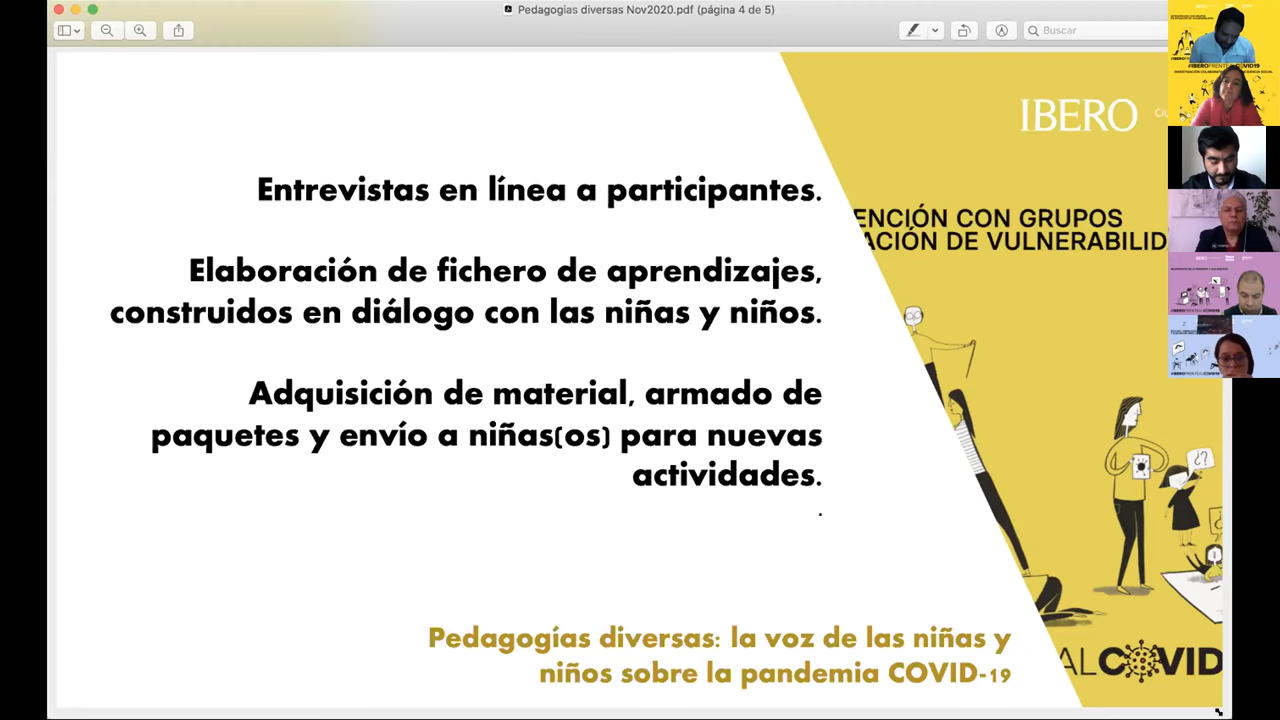 Pedagogias diversas Nov2020.pdf (página 4 de 5)
Buscar
IBERO
Entrevistas en línea a participantes.
Elaboración de fichero de aprendizajes,
construidos en diálogo con las niñas y niños.
Adquisición de material, armado de
paquetes y envío a niñas(os) para nuevas
actividades.
.
ENCIÓN CON GRUPOS
ACIÓN DE VULNERABILID
¿?
Pedagogías diversas: la voz de las niñas y
niños sobre la pandemia COVID-19
ALCOVID